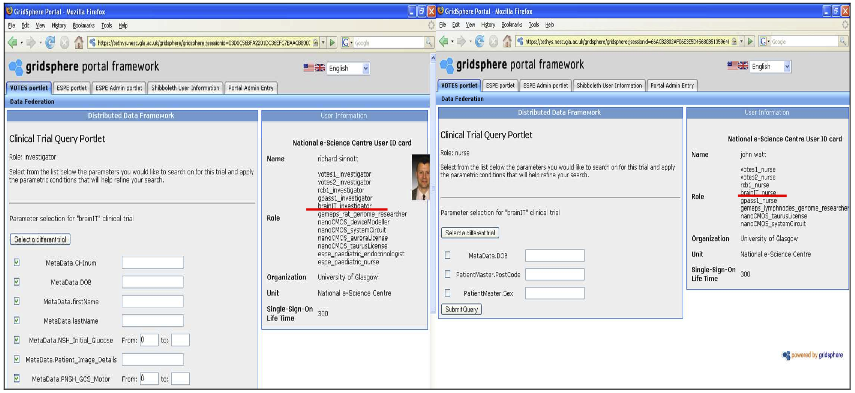 GridSphere Portal - Mozilla Firefox
File Edit View History Bookmarks Tools Help
Google
gridsphere portal framework
English
VOTES portlet ESPE portlet ESPE Admin portlet Shibboleth User Information Portal Admin Entry
Data Federation
Distributed Data Framework
Clinical Trial Query Portlet
Role: investigator
Select from the list below the parameters you would like to search on for this trial and apply
the parametric conditions that will help refine your search.
Parameter selection for "brainIT" clinical trial
Select a different trial
MetaData.CHInum
MetaData.DOB
MetaData.firstName
MetaData.lastName
MetaData.NSH_Initial_Glucose From: 0 to:
MetaData.Patient_Image_Details
MetaData.PNSH_GCS_Motor From: 0 to:
User Information
National e-Science Centre User ID card
Name richard sinnott
Role
votes1_investigator
votes2_investigator
rdb1_investigator
gpass1_investigator
brainIT_investigator
gemeps_rat_genome_researcher
nanoCMOS_deviceModeller
nanoCMOS_systemCircuit
nanoCMOS_auroraLicense
nanoCMOS_taurusLicense
espe_paediatric_endocrinologist
espe_paediatric_nurse
Organization University of Glasgow
Unit National e-Science Centre
Single-Sign-On
Life Time 300
GridSphere Portal - Mozilla Firefox
File Edit View History Bookmarks Tools Help
Google
gridsphere portal framework
English
VOTES portlet ESPE portlet ESPE Admin portlet Shibboleth User Information Portal Admin Entry
Data Federation
Distributed Data Framework
Clinical Trial Query Portlet
Role: nurse
Select from the list below the parameters you would like to search on for this trial and apply
the parametric conditions that will help refine your search.
Parameter selection for "brainIT" clinical trial
Select a different trial
MetaData.DOB
PatientMaster.PostCode
PatientMaster.Sex
Submit Query
User Information
National e-Science Centre User ID card
Name john watt
Role
votes1_nurse
votes2_nurse
rdb1_nurse
brainIT_nurse
gpass1_nurse
gemeps_lymphnodes_genome_researcher
nanoCMOS_taurusLicense
nanoCMOS_systemCircuit
Organization University of Glasgow
Unit National e-Science Centre
Single-Sign-On
Life Time 300
powered by gridsphere